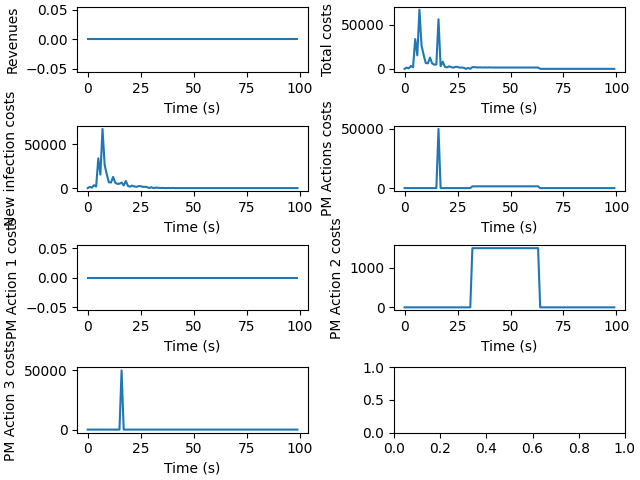 Revenues
0.05
0.00
−0.05
0 25 50 75 100
Time (s)
Total costs
50000
0
0 25 50 75 100
Time (s)
New infection costs
50000
0
0 25 50 75 100
Time (s)
PM Actions costs
50000
0
0 25 50 75 100
Time (s)
PM Action 1 costs
0.05
0.00
−0.05
0 25 50 75 100
Time (s)
PM Action 2 costs
1000
0
0 25 50 75 100
Time (s)
PM Action 3 costs
50000
0
0 25 50 75 100
Time (s)
1.0
0.5
0.0
0.0 0.2 0.4 0.6 0.8 1.0